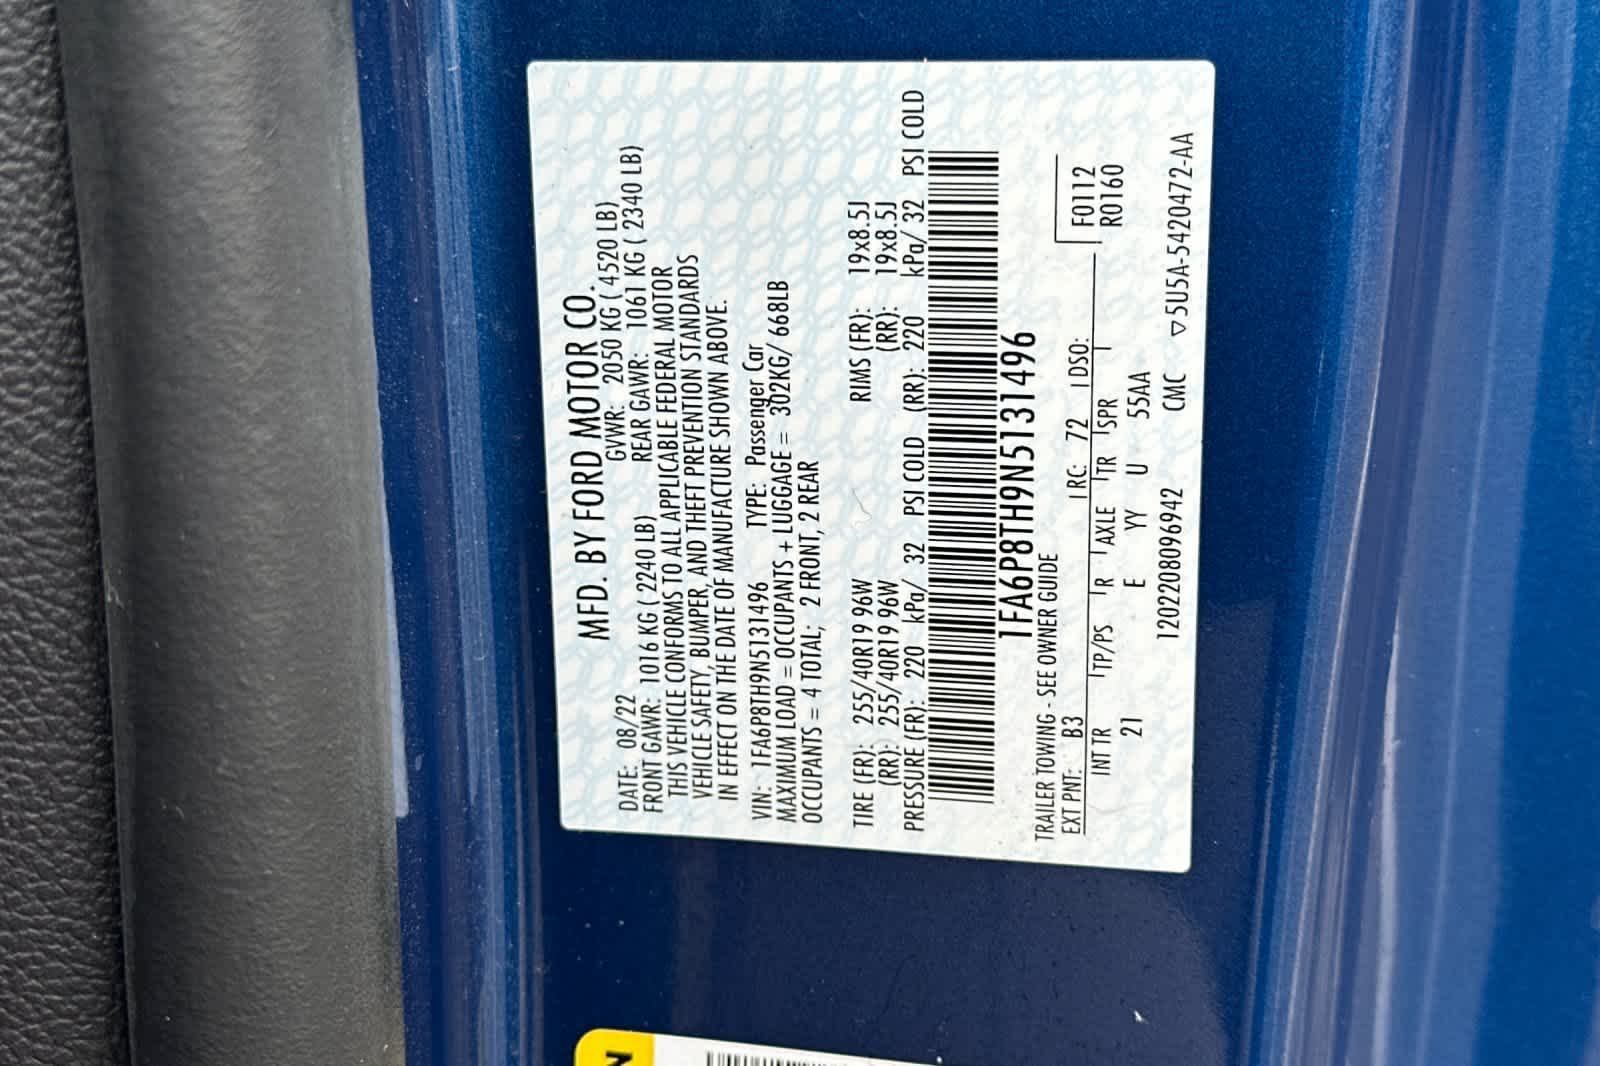 MFD. BY FORD MOTOR CO.
DATE: 08/22 GVWR: 2050 KG ( 4520 LB)
FRONT GAWR: 1016 KG ( 2240 LB) REAR GAWR: 1061 KG ( 2340 LB)
THIS VEHICLE CONFORMS TO ALL APPLICABLE FEDERAL MOTOR
VEHICLE SAFETY, BUMPER, AND THEFT PREVENTION STANDARDS
IN EFFECT ON THE DATE OF MANUFACTURE SHOWN ABOVE.
VIN: 1FA6P8TH9N5131496 TYPE: Passenger Car
MAXIMUM LOAD = OCCUPANTS + LUGGAGE = 302KG/ 668LB
OCCUPANTS = 4 TOTAL; 2 FRONT, 2 REAR
TIRE (FR): 255/40R19 96W RIMS (FR): 19x8.5J
(RR): 255/40R19 96W (RR): 19x8.5J
PRESSURE (FR): 220 kPa/ 32 PSI COLD (RR): 220 kPa/ 32 PSI COLD
1FA6P8TH9N5131496
TRAILER TOWING - SEE OWNER GUIDE
EXT PNT: B3 RC: 72 DSO: F0112
R0160
INT TR TP/PS R AXLE TR SPR
21 E YY U 55AA
120220809​6942 CMC ▽5U5A-5420472-AA
N